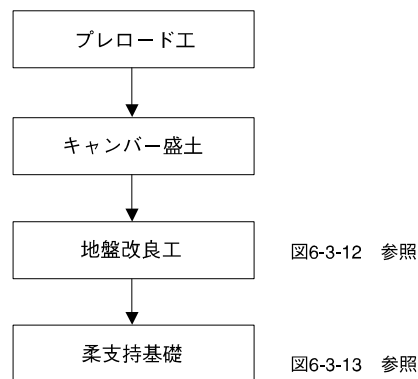 プレロード工
キャンバー盛土
地盤改良工
図6-3-12 参照
柔支持基礎
図6-3-13 参照